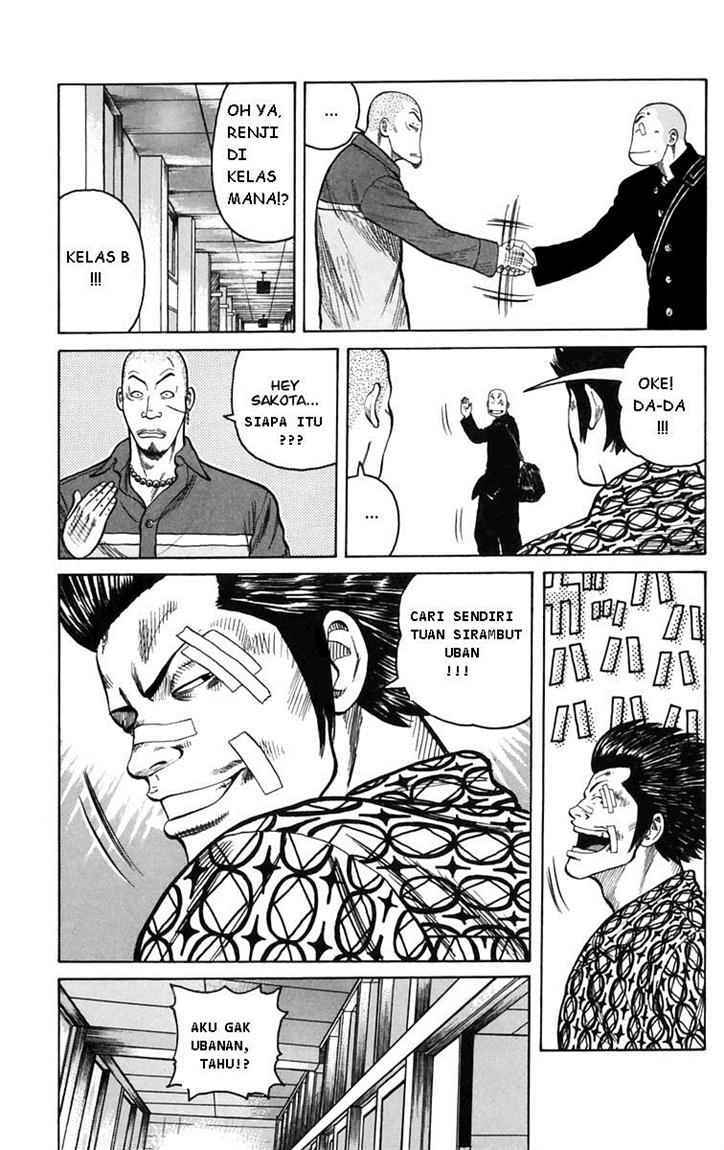 ...
OH YA,
RENJI
DI
KELAS
MANA!?
KELAS B
!!!
OKE!
DA-DA
!!!
...
HEY
SAKOTA...
SIAPA ITU
???
CARI SENDIRI
TUAN SIRAMBUT
UBAN
!!!
AKU GAK
UBANAN,
TAHU!?